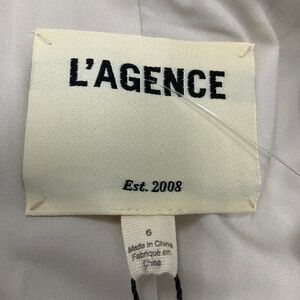 L'AGENCE
Est. 2008
6
Made in China
Fabriqué en
Chine